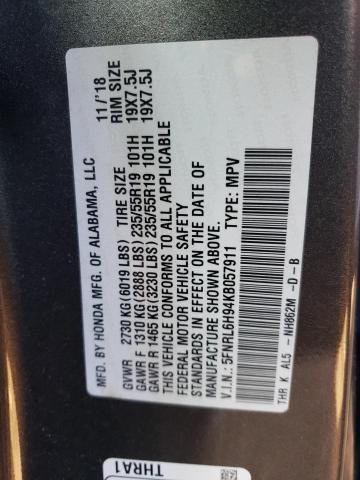 MFD. BY HONDA MFG. OF ALABAMA, LLC 11/'18
GVWR 2730 KG(6019 LBS) TIRE SIZE RIM SIZE
GAWR F 1310 KG (2888 LBS) 235/55R19 101H 19X7.5J
GAWR R 1465 KG(3230 LBS) 235/55R19 101H 19X7.5J
THIS VEHICLE CONFORMS TO ALL APPLICABLE
FEDERAL MOTOR VEHICLE SAFETY
STANDARDS IN EFFECT ON THE DATE OF
MANUFACTURE SHOWN ABOVE.
V.I.N.: 5FNRL6H94KB057911 TYPE: MPV
THR K AL5 -NH862M -D-B
THRA1